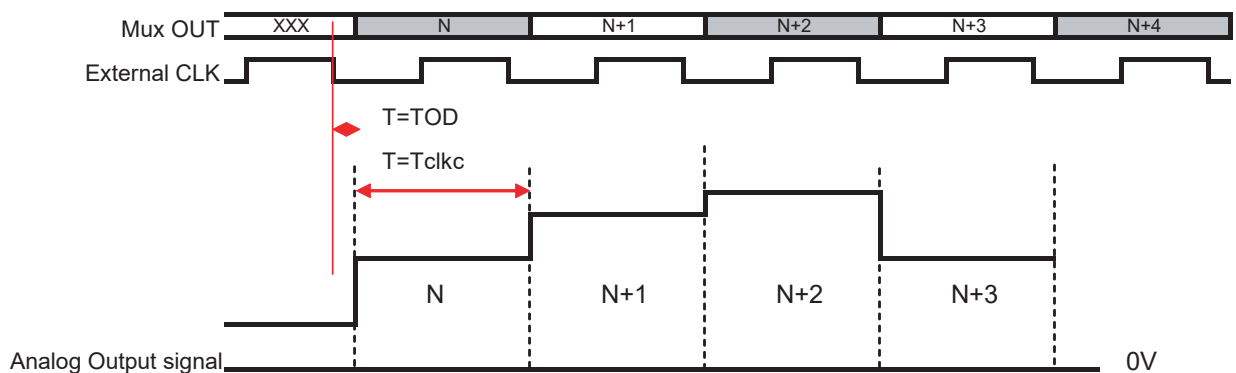 Mux OUT XXX N N+1 N+2 N+3 N+4
External CLK
T=TOD
T=Tclkc
N N+1 N+2 N+3
Analog Output signal 0V